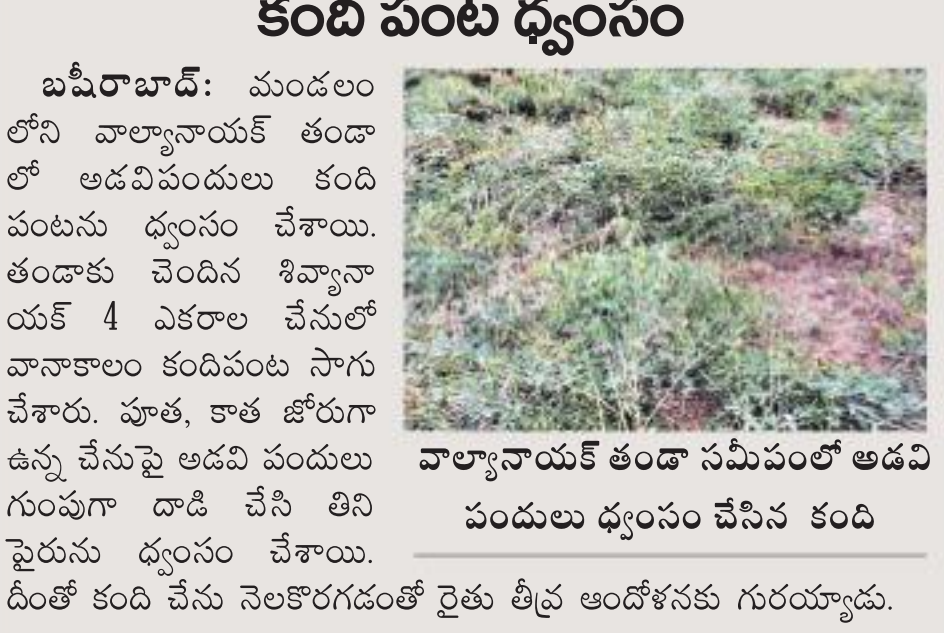 కంది పంట ధ్వంసం
బషీరాబాద్: మండలం
లోని వాల్యానాయక్ తండా
లో అడవిపందులు కంది
పంటను ధ్వంసం చేశాయి.
తండాకు చెందిన శివ్యానా
యక్ 4 ఎకరాల చేనులో
వానాకాలం కందిపంట సాగు
చేశారు. పూత, కాత జోరుగా
ఉన్న చేనుపై అడవి పందులు
గుంపుగా దాడి చేసి తిని
పైరును ధ్వంసం చేశాయి.
దీంతో కంది చేను నెలకొరగడంతో రైతు తీవ్ర ఆందోళనకు గురయ్యాడు.
వాల్యానాయక్ తండా సమీపంలో అడవి
పందులు ధ్వంసం చేసిన కంది